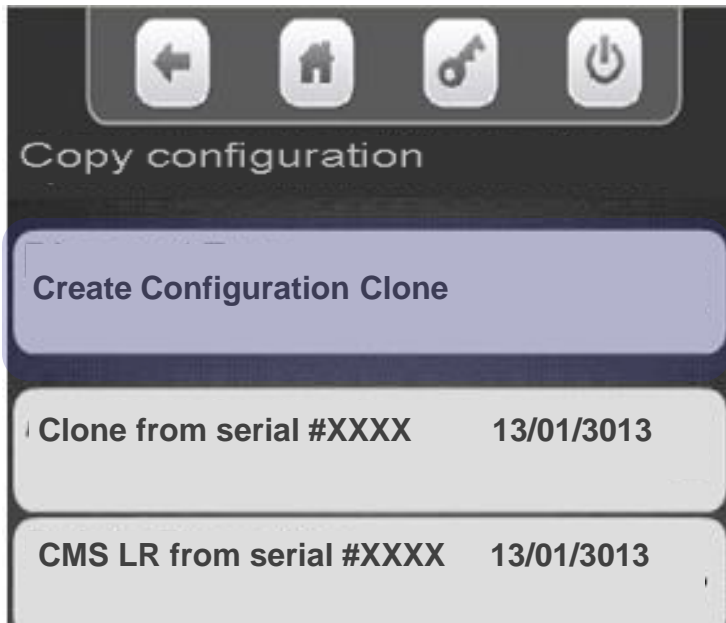 Copy configuration
Create Configuration Clone
Clone from serial #XXXX 13/01/3013
CMS LR from serial #XXXX 13/01/3013